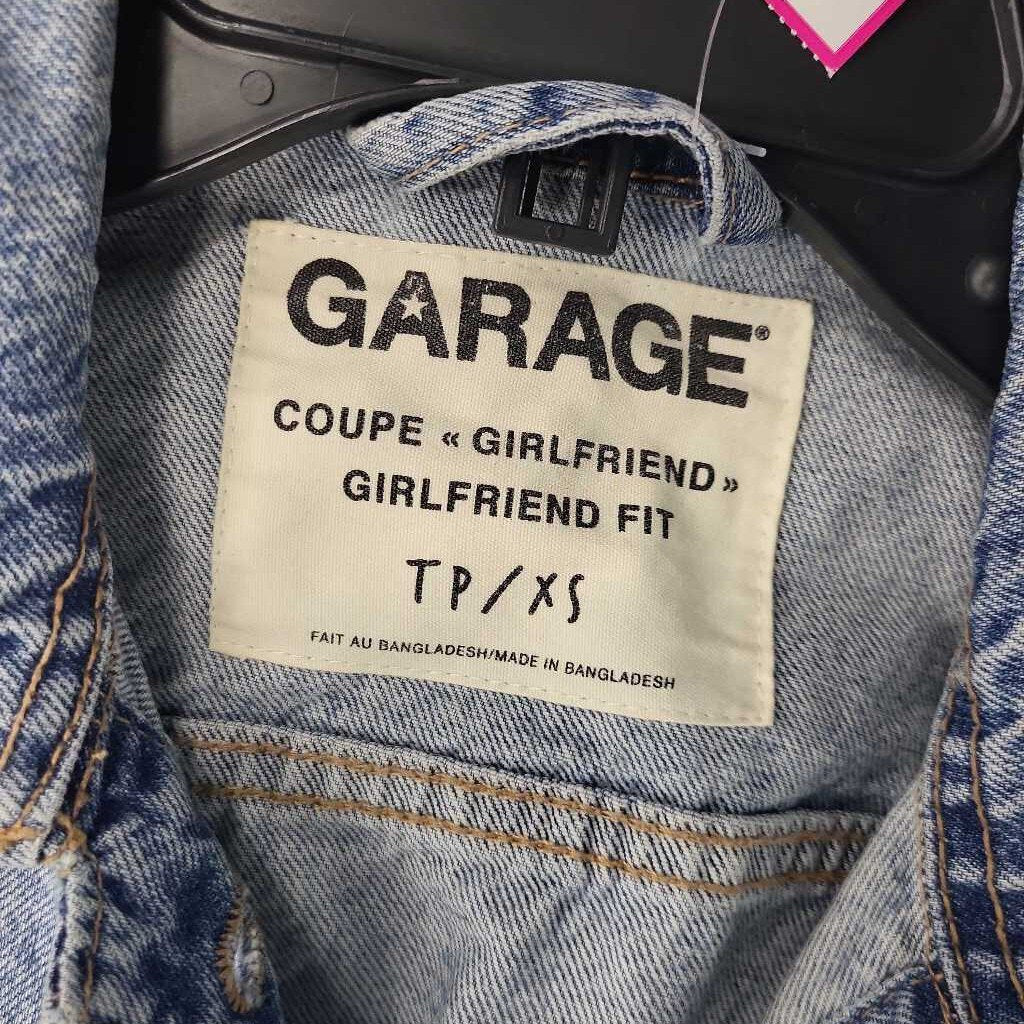 GARAGE®
COUPE « GIRLFRIEND »
GIRLFRIEND FIT
TP/XS
FAIT AU BANGLADESH/MADE IN BANGLADESH